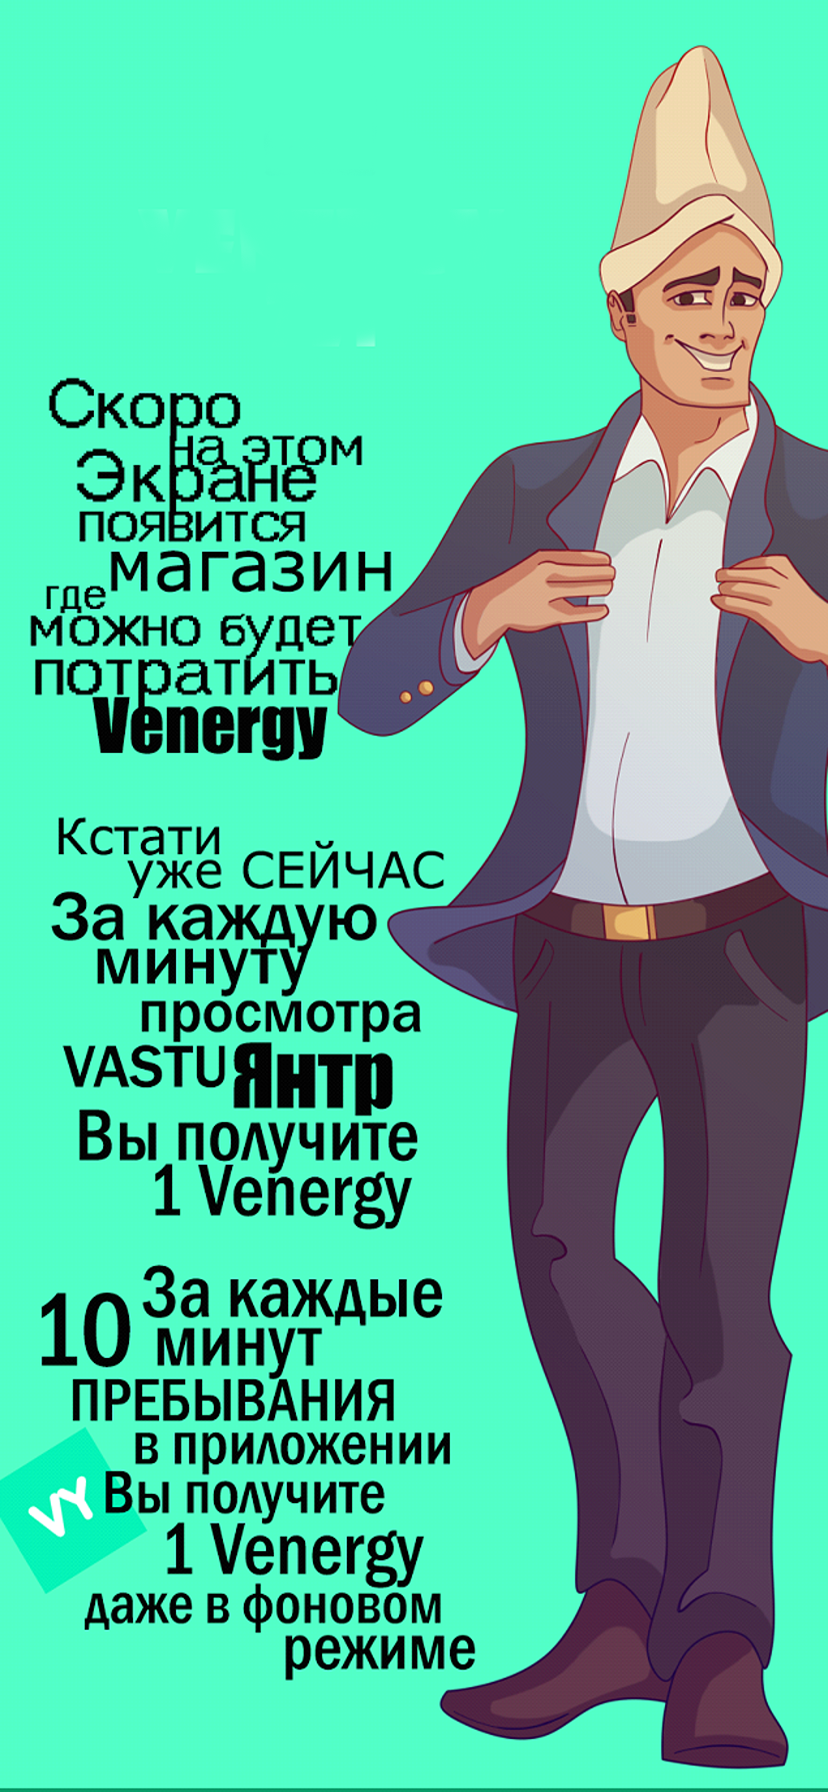 Скоро
на этом
Экране
появится
магазин
где
можно будет
потратить
Venergy
Кстати
уже СЕЙЧАС
За каждую
минуту
просмотра
VASTUЯнтр
Вы получите
1 Venergy
За каждые
10 минут
ПРЕБЫВАНИЯ
в приложении
VY
Вы получите
1 Venergy
даже в фоновом
режиме